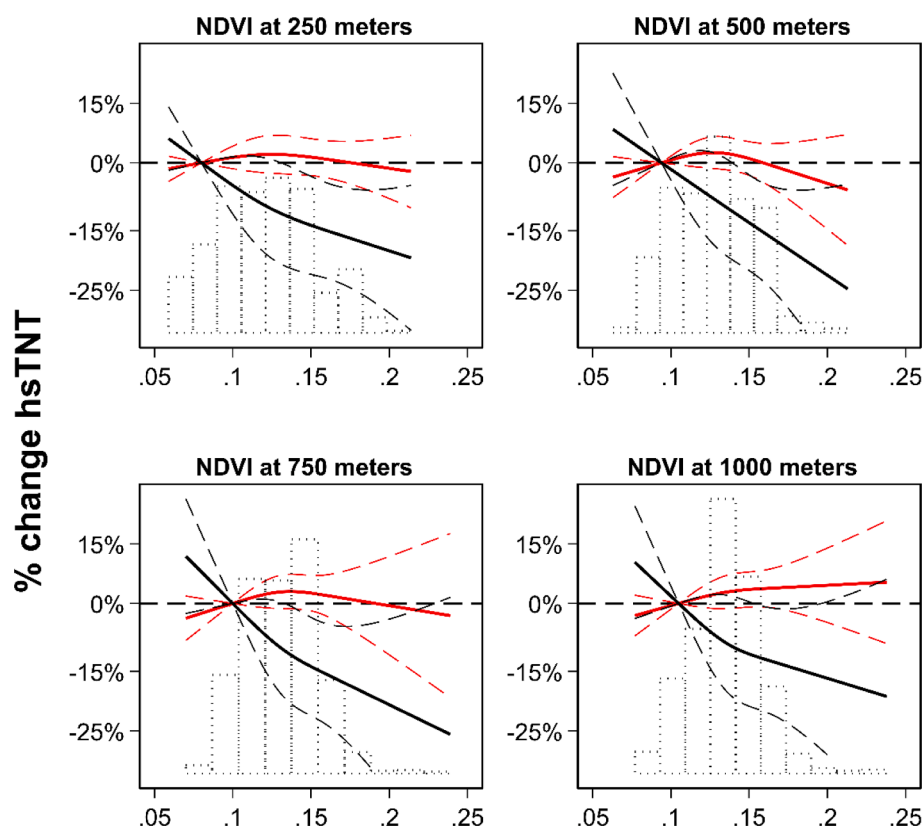 NDVI at 250 meters
NDVI at 500 meters
15%
0%
-15%
-25%
.05 .1 .15 .2 .25
15%
0%
-15%
-25%
.05 .1 .15 .2 .25
% change hsTNT
NDVI at 750 meters
NDVI at 1000 meters
15%
0%
-15%
-25%
.05 .1 .15 .2 .25
15%
0%
-15%
-25%
.05 .1 .15 .2 .25